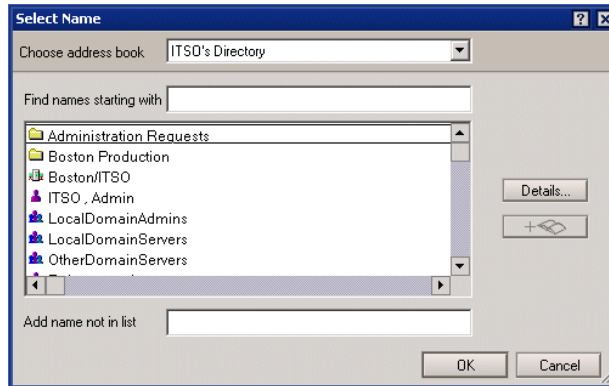 Select Name
Choose address book ITSO's Directory
Find names starting with
Administration Requests
Boston Production
Boston/ITSO
ITSO , Admin
LocalDomainAdmins
LocalDomainServers
OtherDomainServers
Details...
Add name not in list
OK Cancel